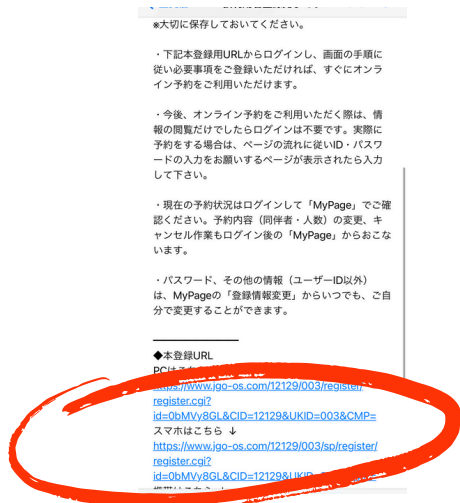 ※大切に保存しておいてください。
・下記本登録用URLからログインし、画面の手順に
従い必要事項をご登録いただければ、すぐにオンラ
イン予約をご利用いただけます。
・今後、オンライン予約をご利用いただく際は、情
報の閲覧だけでしたらログインは不要です。実際に
予約をする場合は、ページの流れに従いID・パスワ
ードの入力をお願いするページが表示されたら入力
して下さい。
・現在の予約状況はログインして「MyPage」でご確
認ください。予約内容（同伴者・人数）の変更、キ
ャンセル作業もログイン後の「MyPage」からおこな
います。
・パスワード、その他の情報（ユーザーID以外）
は、MyPageの「登録情報変更」からいつでも、ご自
分で変更することができます。
◆本登録URL
PCは
https://www.jgo-os.com/12129/003/register/
register.cgi?
id=0bMVy8GL&CID=12129&UKID=003&CMP=
スマホはこちら ↓
https://www.jgo-os.com/12129/003/sp/register/
register.cgi?
id=0bMVy8GL&CID=12129&UKID=